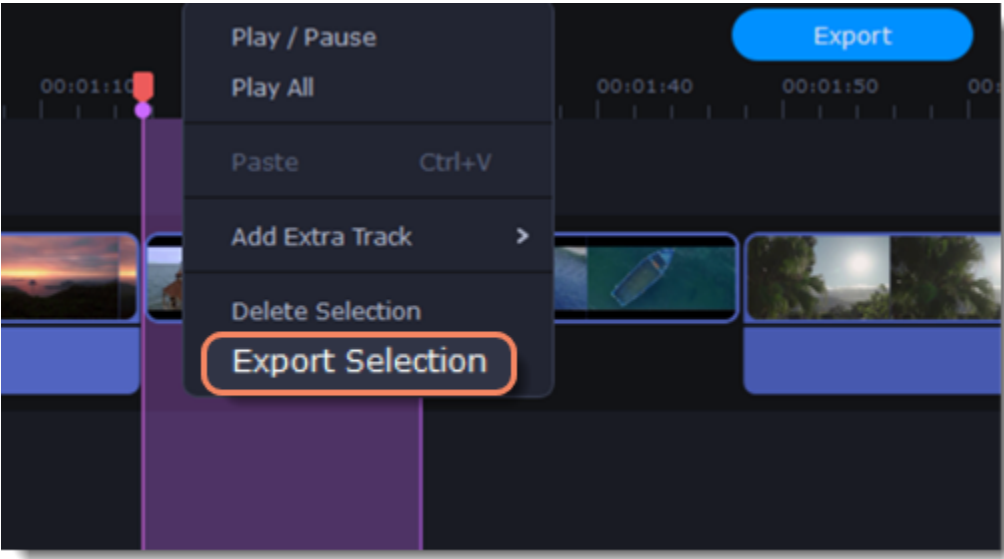 Play / Pause
Export
00:01:10
Play All
00:01:40
00:01:50
00:
Paste
Ctrl+V
Add Extra Track
Delete Selection
Export Selection